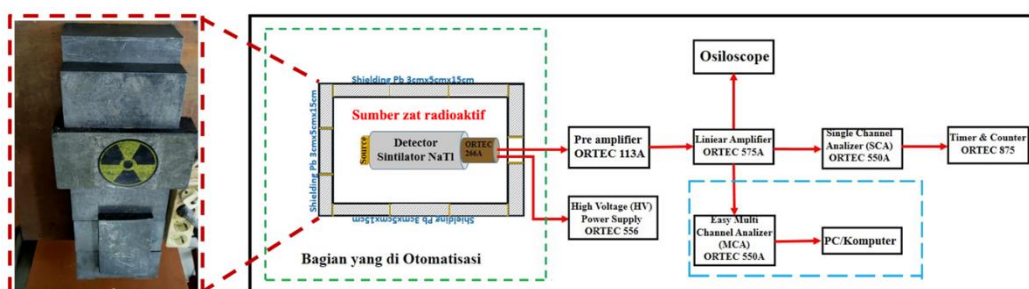 Shielding Pb 3cmx5cmx15cm
Shielding Pb 3cmx5cmx15cm
Sumber zat radioaktif
Source
Detector
Sintilator NaTl
ORTEC
266A
Shielding Pb 3cmx5cmx15cm
Bagian yang di Otomatisasi
Pre amplifier
ORTEC 113A
High Voltage (HV)
Power Supply
ORTEC 556
Osiloscope
Liniear Amplifier
ORTEC 575A
Single Channel
Analizer (SCA)
ORTEC 550A
Timer & Counter
ORTEC 875
Easy Multi
Channel Analizer
(MCA)
ORTEC 550A
PC/Komputer